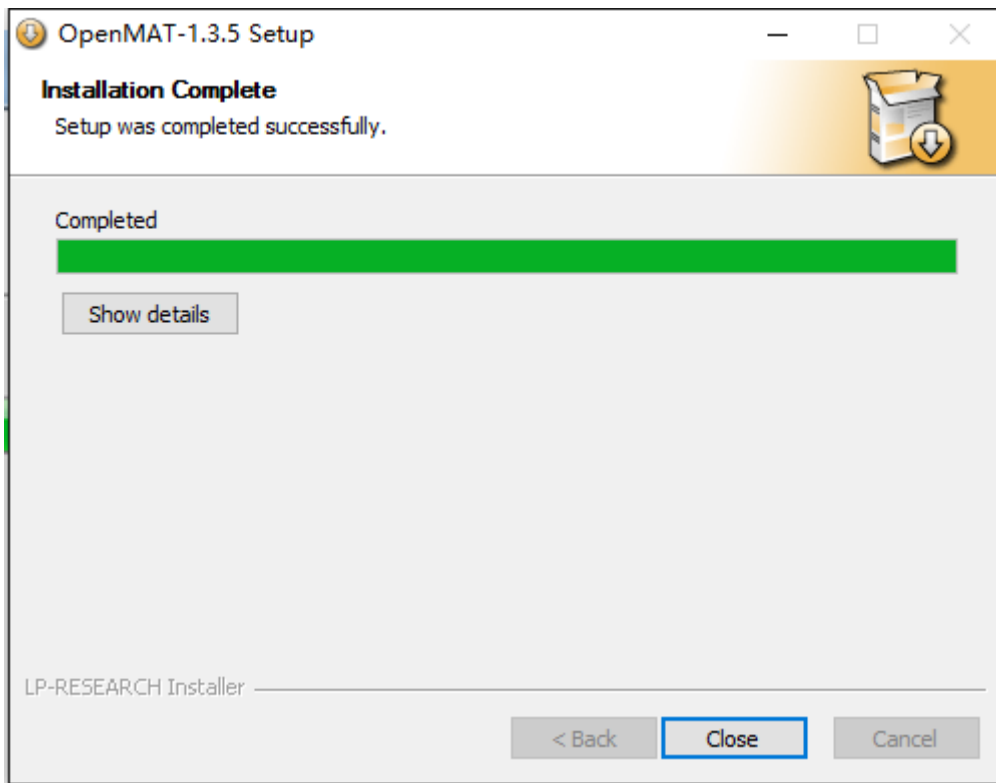 OpenMAT-1.3.5 Setup
Installation Complete
Setup was completed successfully.
Completed
Show details
LP-RESEARCH Installer
< Back
Close
Cancel